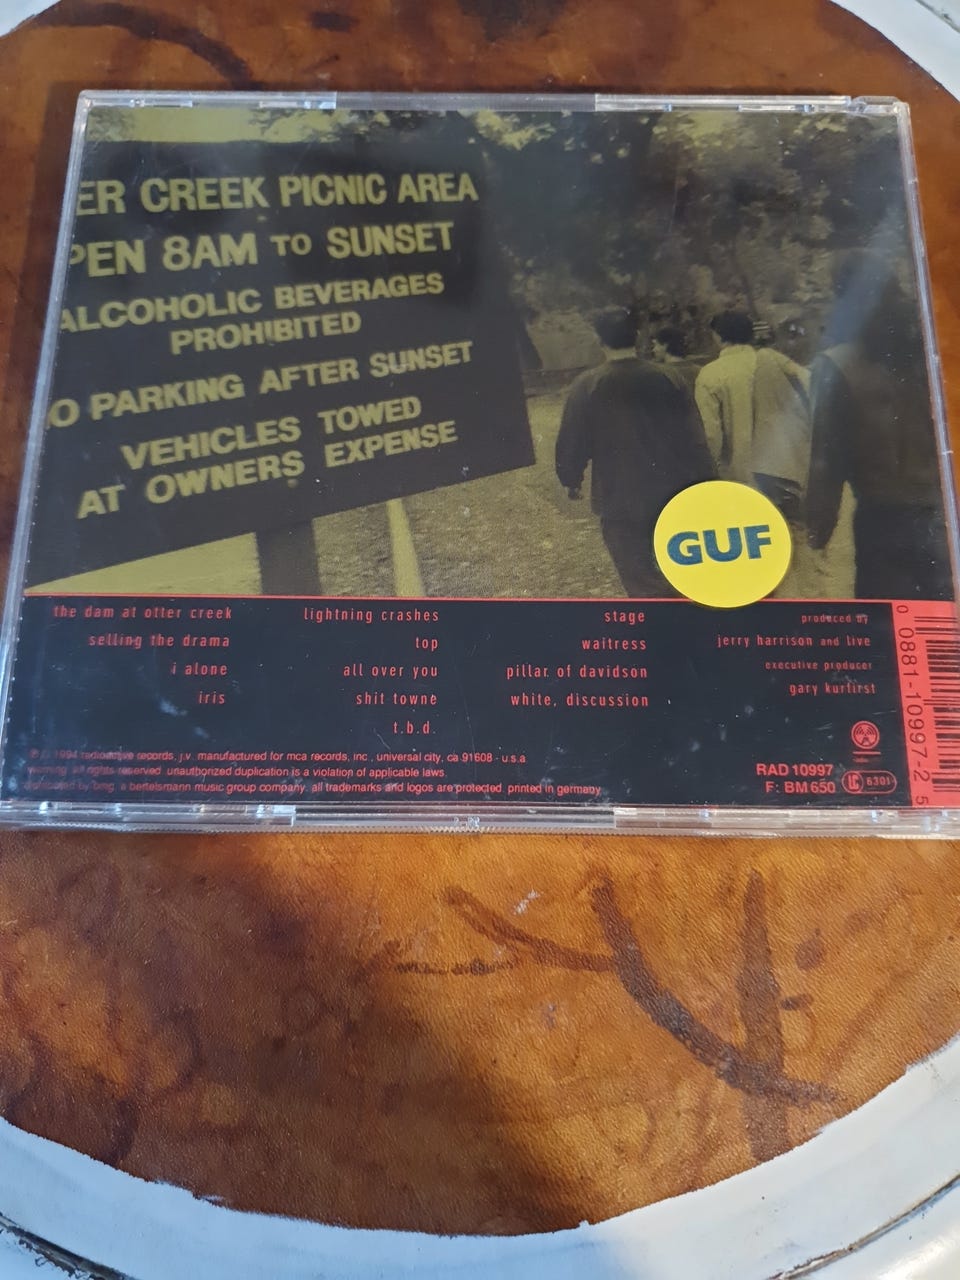 ER CREEK PICNIC AREA
PEN 8AM TO SUNSET
ALCOHOLIC BEVERAGES
PROHIBITED
O PARKING AFTER SUNSET
VEHICLES TOWED
AT OWNERS EXPENSE
GUF
the dam at otter creek
selling the drama
i alone
iris
lightning crashes
top
all over you
shit towne
t.b.d.
stage
waitress
pillar of davidson
white, discussion
produced by
jerry harrison and live
executive producer
gary kurfirst
0 0881-10997-2 5
℗ © 1994 radioactive records, j.v. manufactured for mca records, inc., universal city, ca 91608 - u.s.a
warning: all rights reserved. unauthorized duplication is a violation of applicable laws.
distributed by bmg, a bertelsmann music group company. all trademarks and logos are protected. printed in germany
RAD 10997
F: BM 650
LC 6301